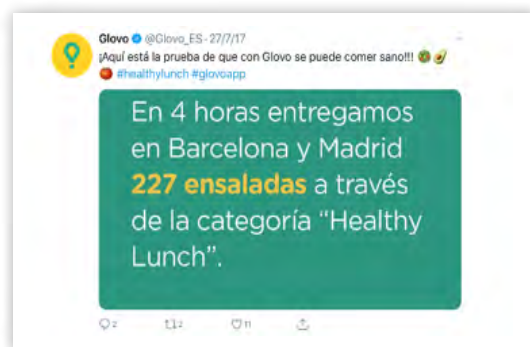 Glovo @Glovo_ES · 27/7/17
¡Aquí está la prueba de que con Glovo se puede comer sano!!!
#healthylunch #glovoapp
En 4 horas entregamos
en Barcelona y Madrid
227 ensaladas a través
de la categoría “Healthy
Lunch”.
2 2 11